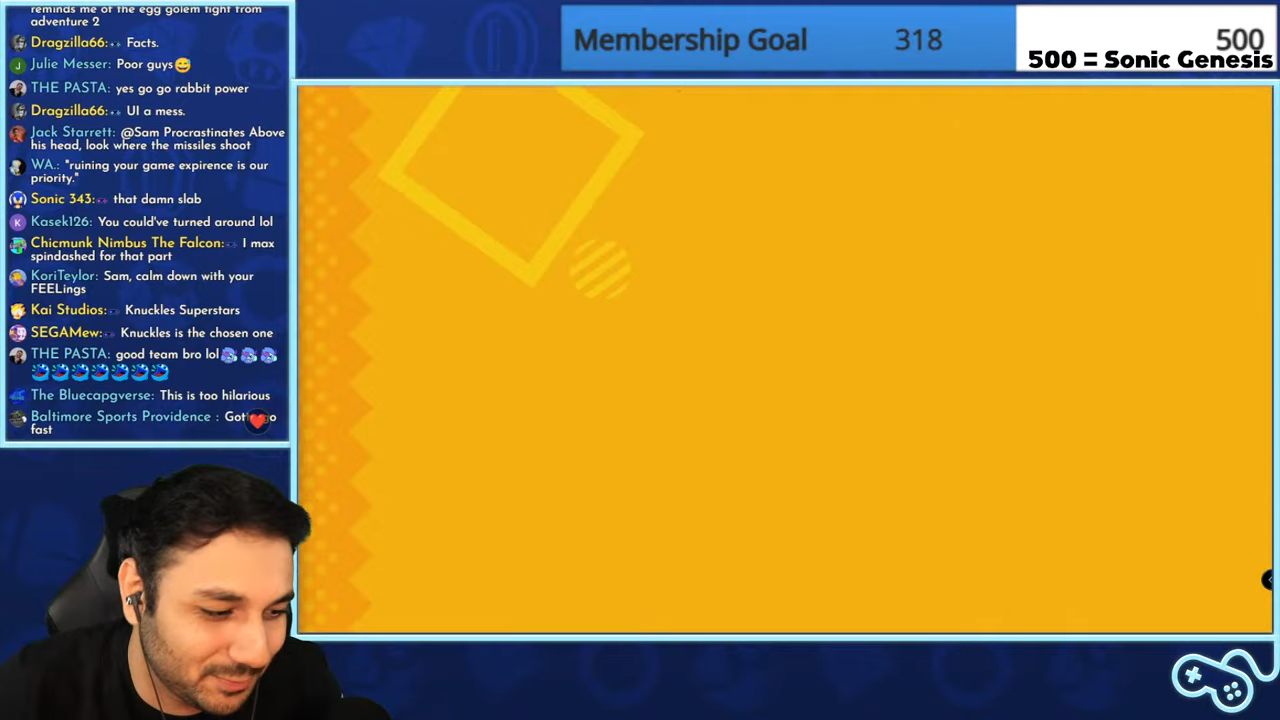 reminds me of the egg golem fight from
adventure 2
Dragzilla66: Facts.
Julie Messer: Poor guys😅
THE PASTA: yes go go rabbit power
Dragzilla66: UI a mess.
Jack Starrett: @Sam Procrastinates Above
his head, look where the missiles shoot
WA.: "ruining your game expirence is our
priority."
Sonic 343: that damn slab
Kasek126: You could've turned around lol
Chicmunk Nimbus The Falcon: I max
spindashed for that part
KoriTeylor: Sam, calm down with your
FEELings
Kai Studios: Knuckles Superstars
SEGAMew: Knuckles is the chosen one
THE PASTA: good team bro lol
The Bluecapgverse: This is too hilarious
Baltimore Sports Providence :
fast
Membership Goal 318 500
500 = Sonic Genesis